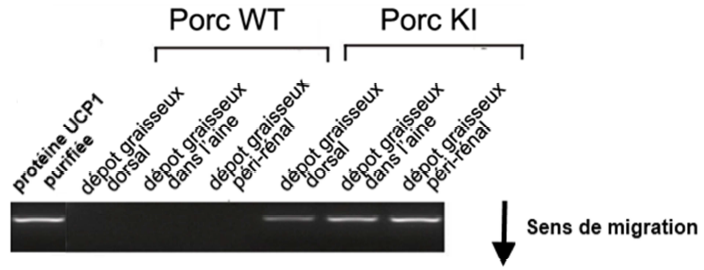 Porc WT
Porc KI
protéine UCP1
purifiée
dépot graisseux
dorsal
dépot graisseux
dans l'aine
dépot graisseux
péri-rénal
dépot graisseux
dorsal
dépot graisseux
dans l'aine
dépot graisseux
péri-rénal
Sens de migration